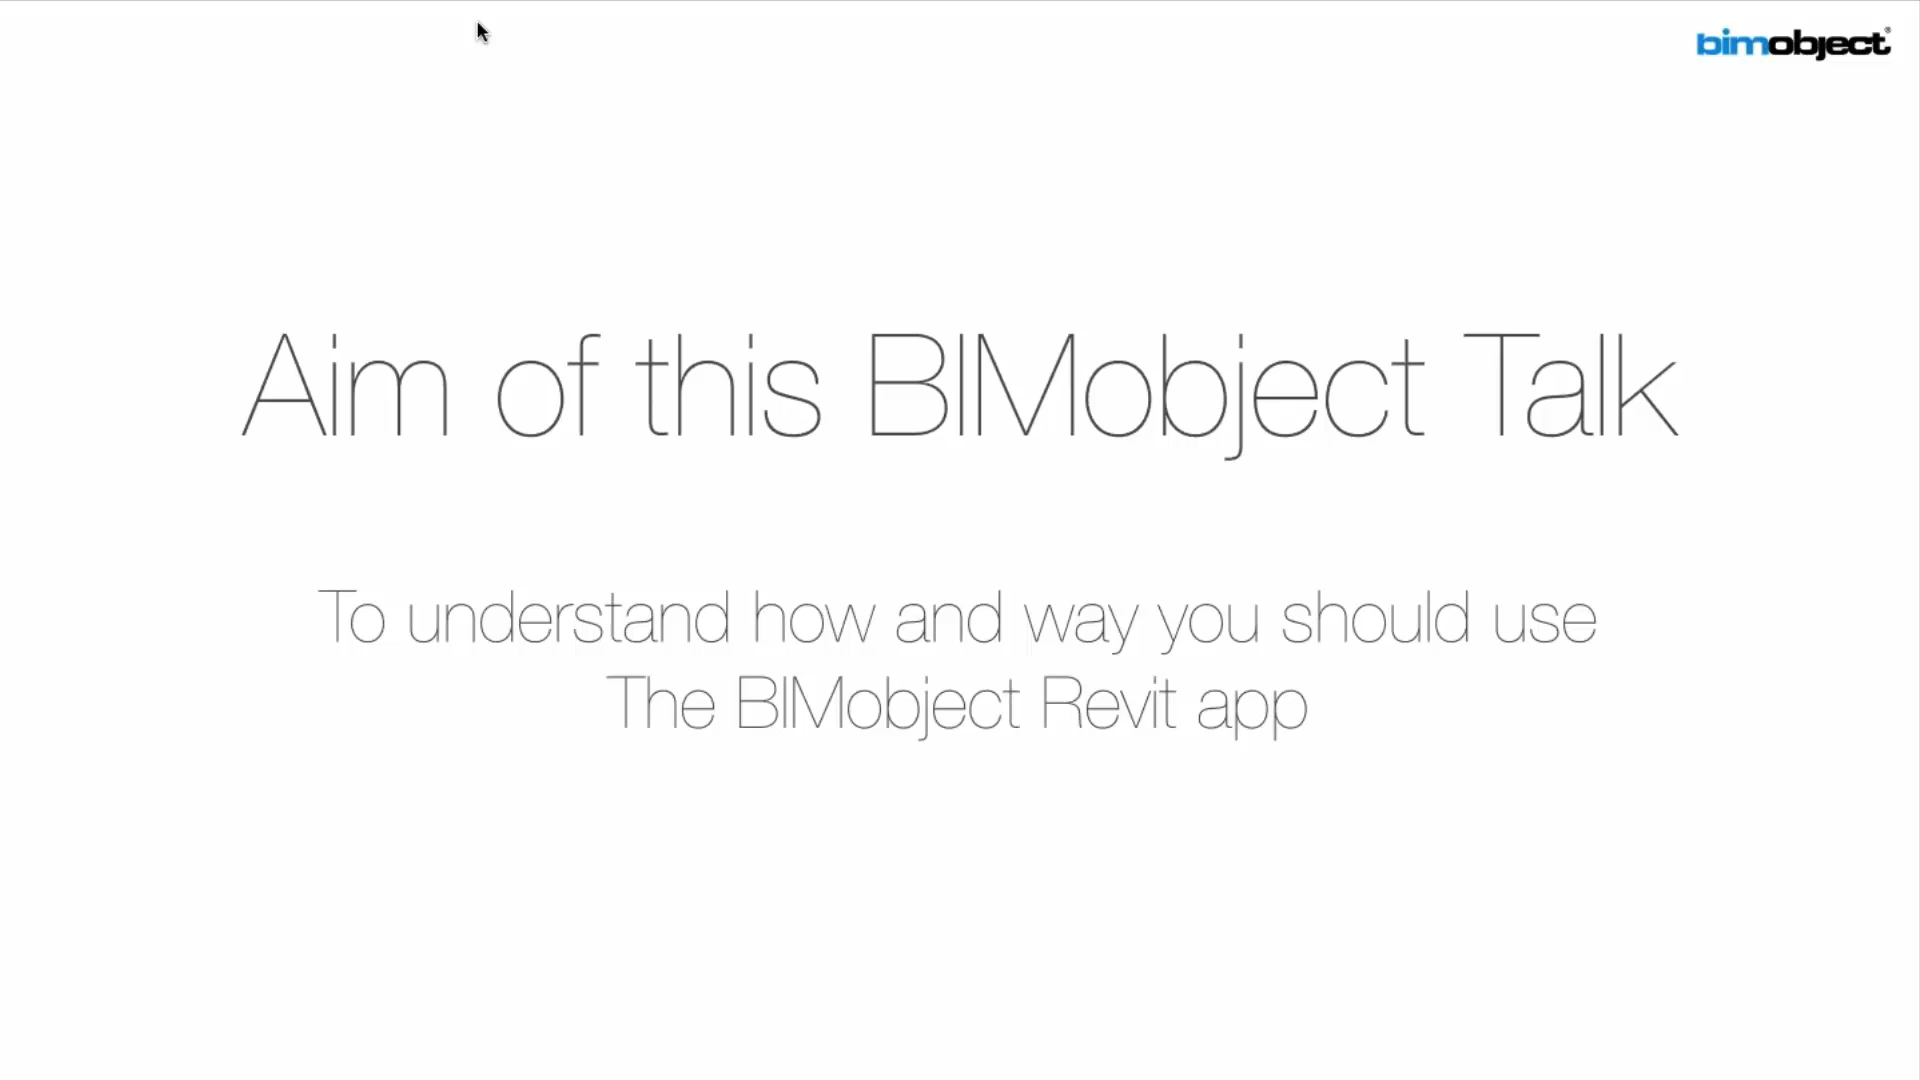 bimobject®
Aim of this BIMobject Talk
To understand how and way you should use
The BIMobject Revit app